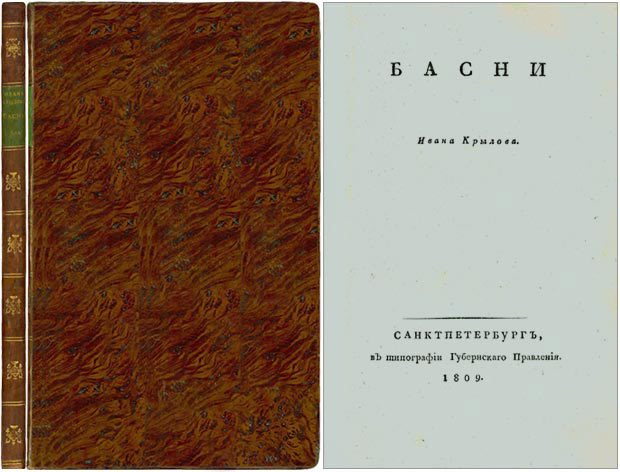 БАСНИ
Ивана Крылова.
САНКТПЕТЕРБУРГЪ,
въ типографіи Губернскаго Правленія.
1809.